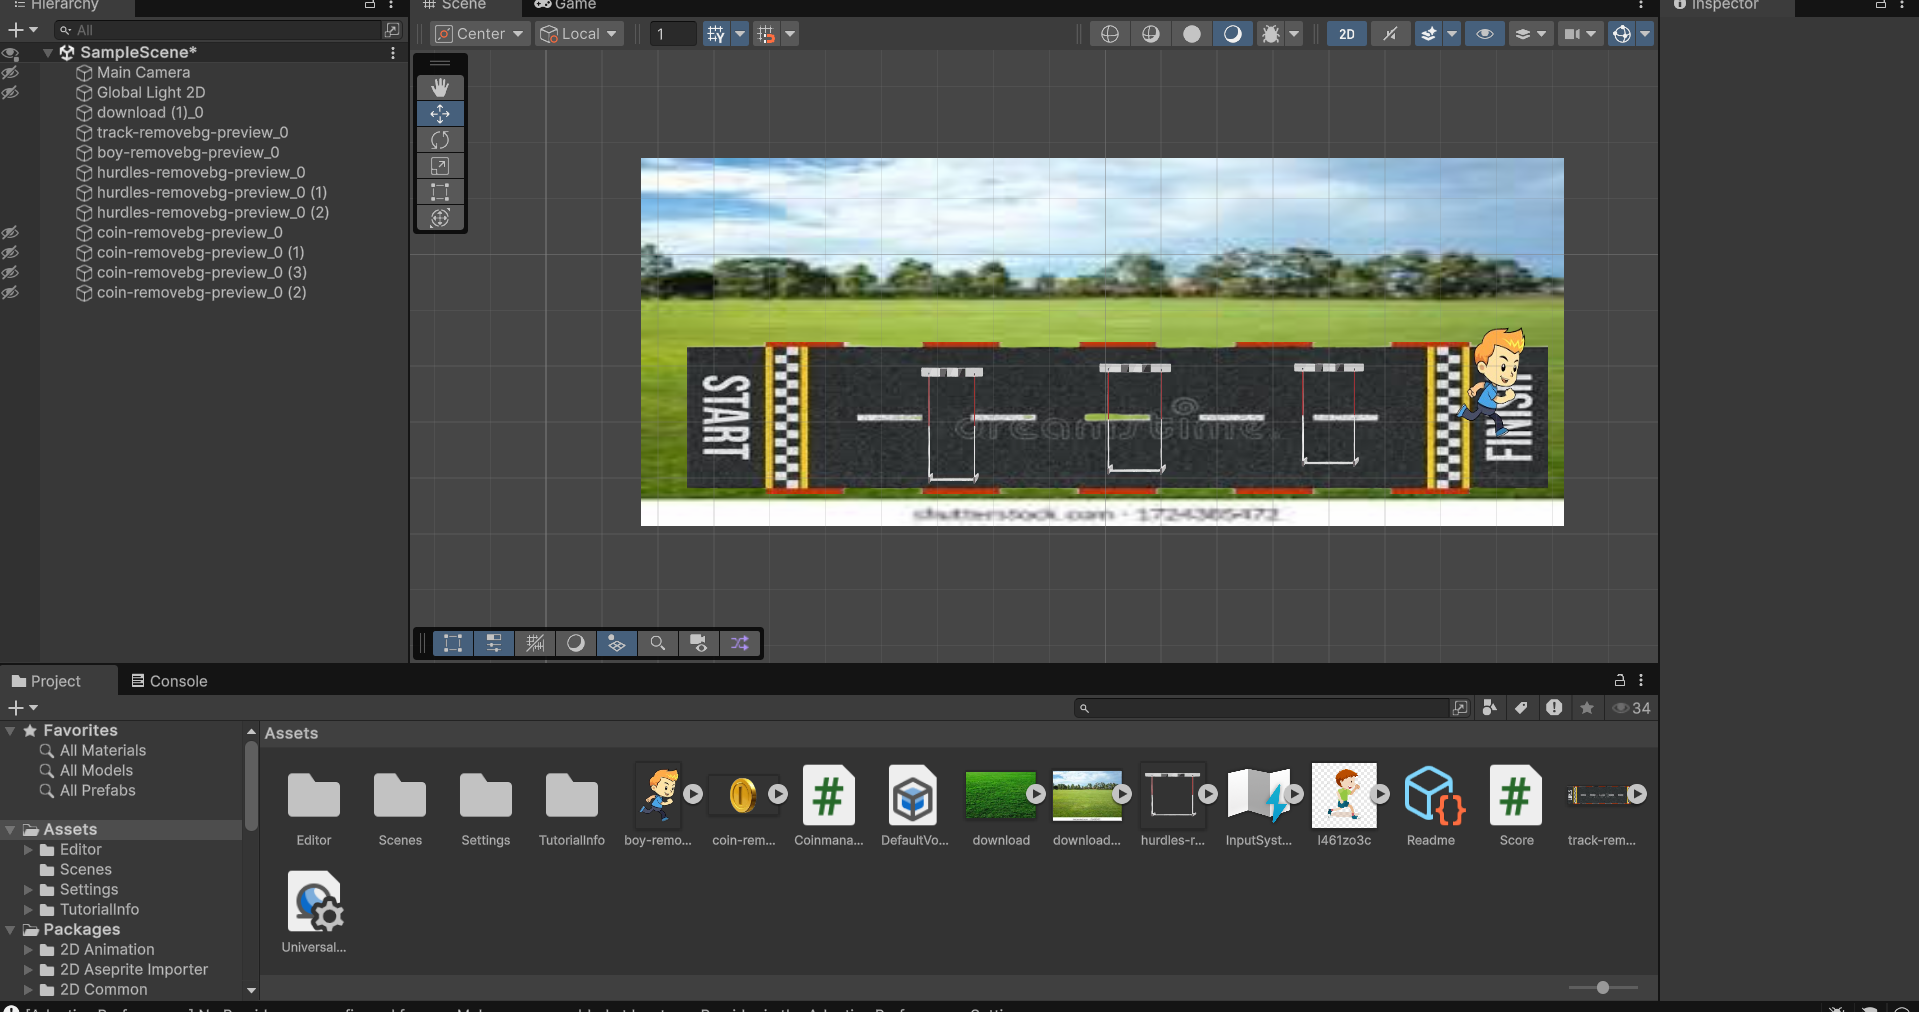 Hierarchy
Scene
Game
Inspector
All
Center
Local
1
2D
SampleScene*
Main Camera
Global Light 2D
download (1)_0
track-removebg-preview_0
boy-removebg-preview_0
hurdles-removebg-preview_0
hurdles-removebg-preview_0 (1)
hurdles-removebg-preview_0 (2)
coin-removebg-preview_0
coin-removebg-preview_0 (1)
coin-removebg-preview_0 (3)
coin-removebg-preview_0 (2)
START
dreamstime.
FINISH
shutterstock.com · 1724385472
Project
Console
34
Favorites
All Materials
All Models
All Prefabs
Assets
Editor
Scenes
Settings
TutorialInfo
Packages
2D Animation
2D Aseprite Importer
2D Common
Assets
Editor
Scenes
Settings
TutorialInfo
boy-remo...
coin-rem...
Coinmana...
DefaultVo...
download
download...
hurdles-r...
InputSyst...
l461zo3c
Readme
Score
track-rem...
Universal...